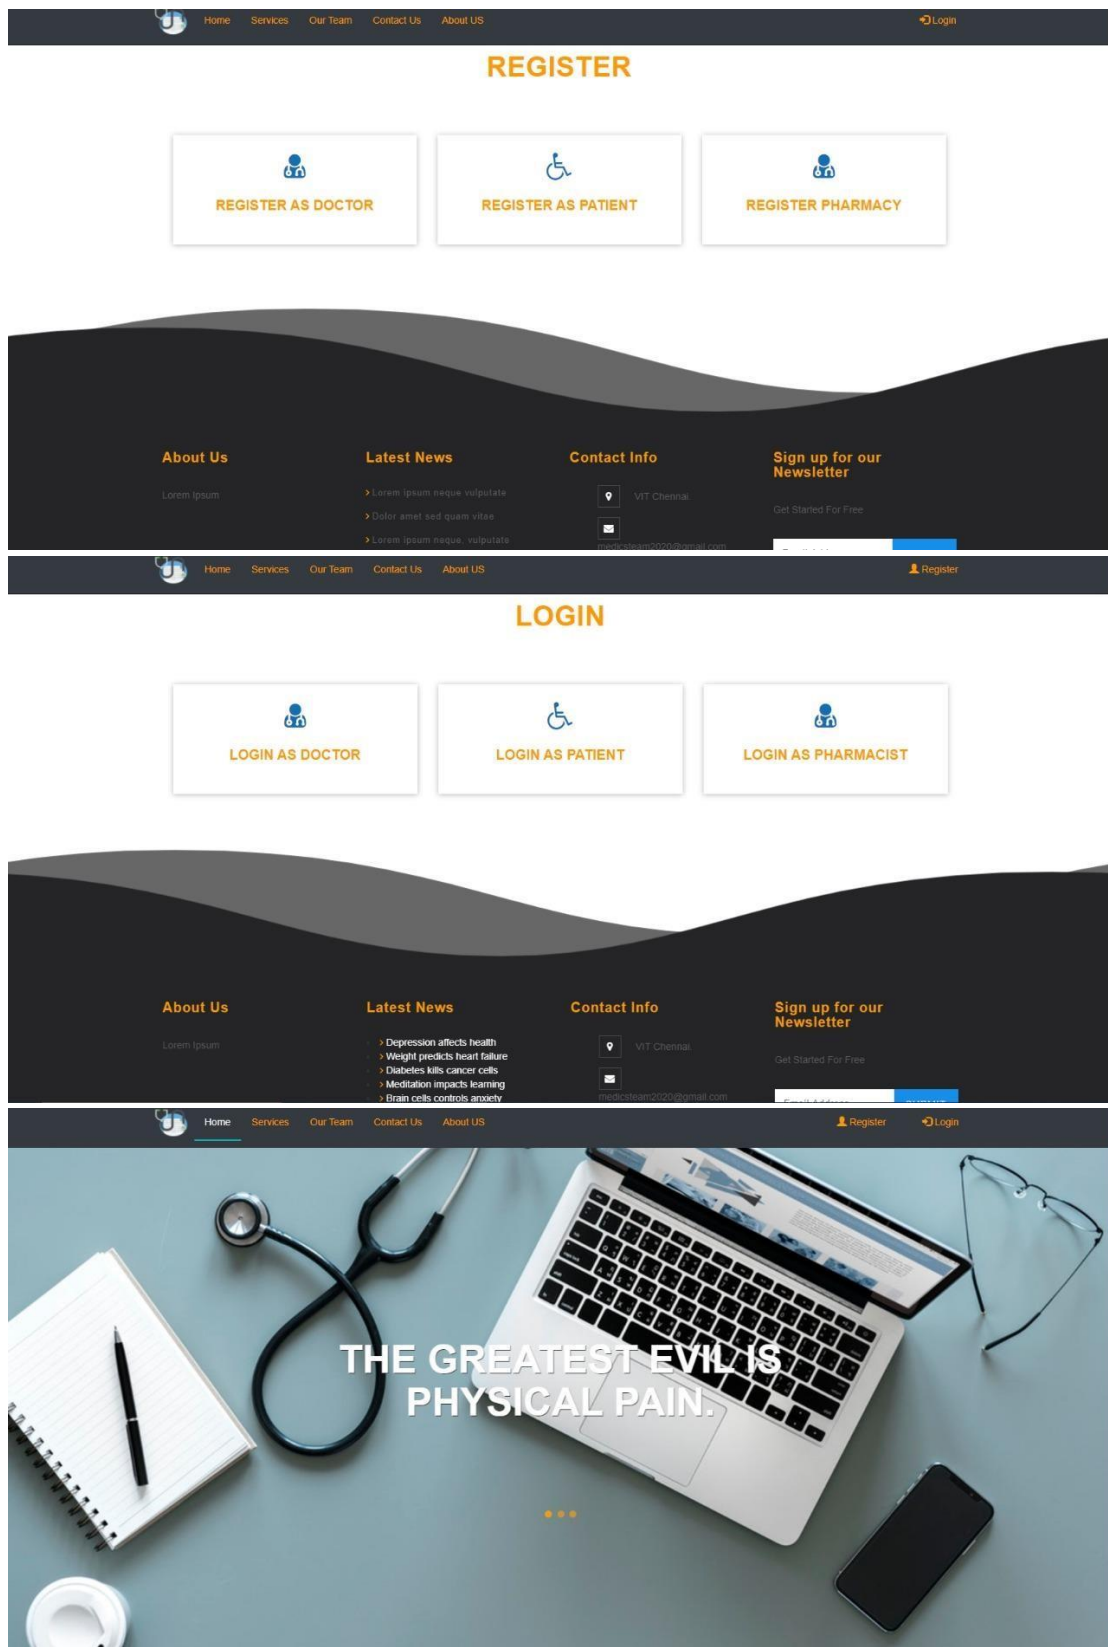 Home Services Our Team Contact Us About US Login
REGISTER
REGISTER AS DOCTOR REGISTER AS PATIENT REGISTER PHARMACY
About Us Latest News Contact Info Sign up for our
Newsletter
Lorem Ipsum
Lorem ipsum neque vulputate
VIT Chennai.
Get Started For Free
Dolor amet sed quam vitae
Lorem ipsum neque, vulputate
medicsteam2020@gmail.com
Home Services Our Team Contact Us About US Register
LOGIN
LOGIN AS DOCTOR LOGIN AS PATIENT LOGIN AS PHARMACIST
About Us Latest News Contact Info Sign up for our
Newsletter
Lorem Ipsum
Depression affects health
VIT Chennai.
Weight predicts heart failure
Get Started For Free
Diabetes kills cancer cells
Meditation impacts learning
Brain cells controls anxiety
medicsteam2020@gmail.com
Email Address SUBMIT
Home Services Our Team Contact Us About US Register Login
THE GREATEST EVIL IS
PHYSICAL PAIN.